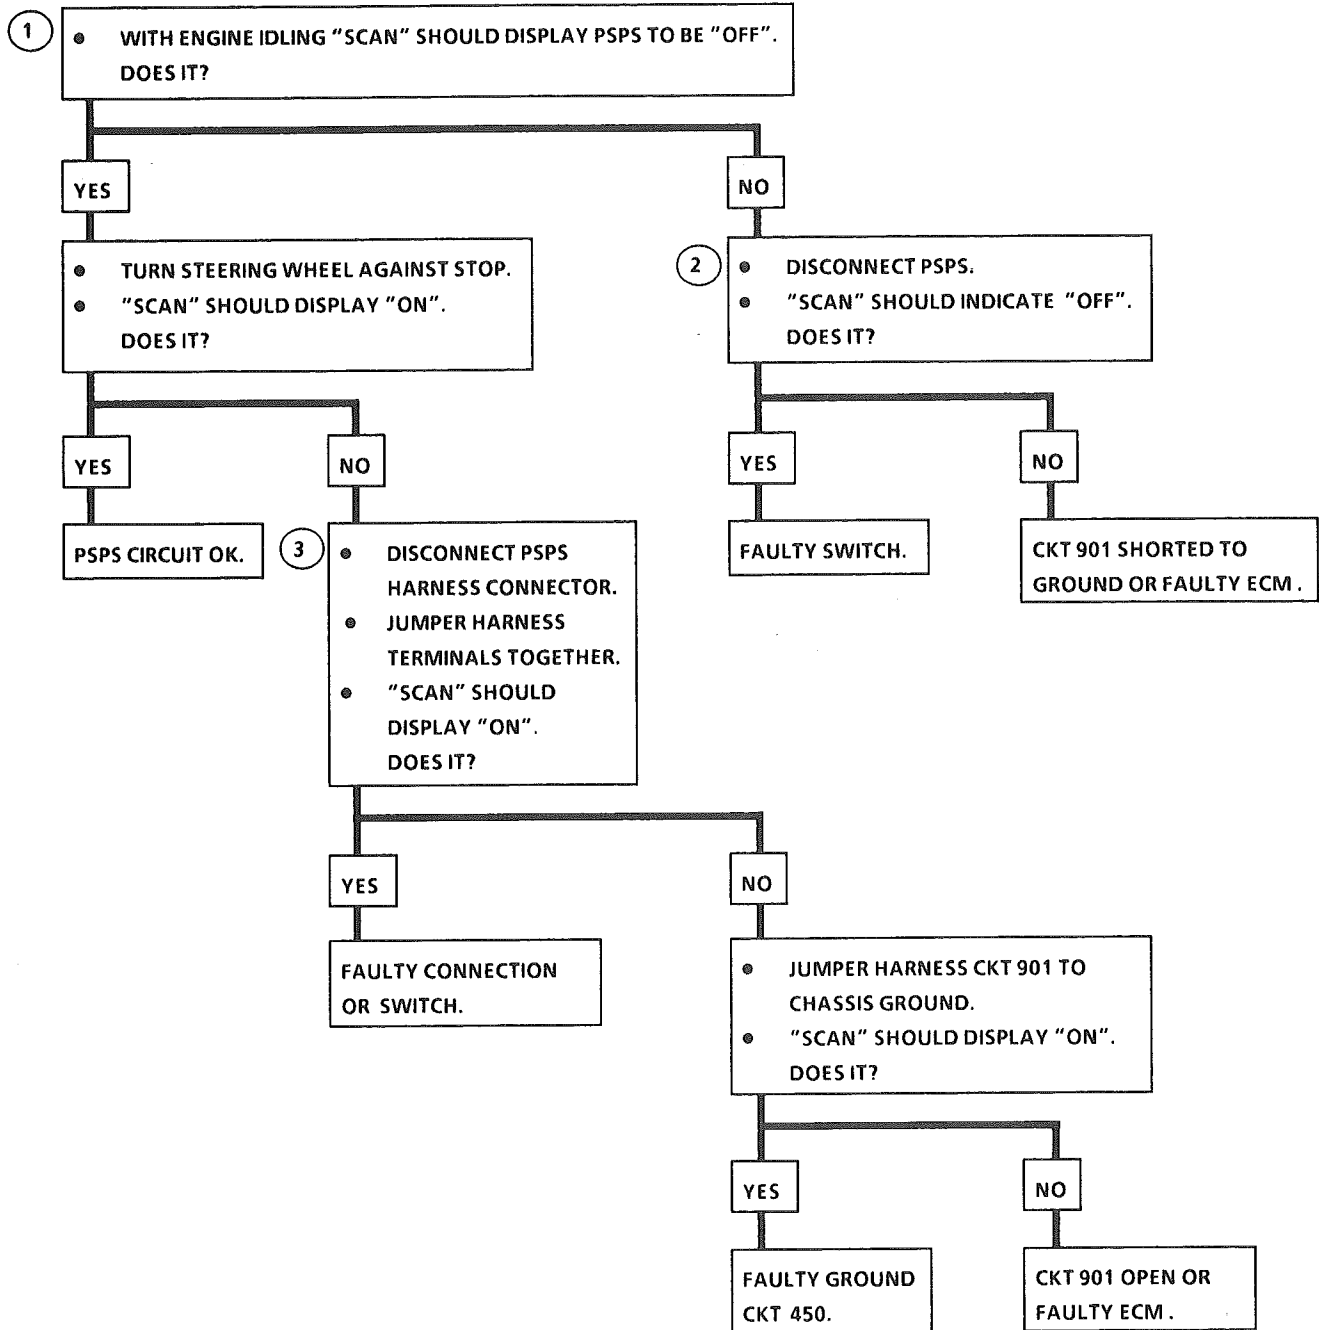 1
● WITH ENGINE IDLING "SCAN" SHOULD DISPLAY PSPS TO BE "OFF".
DOES IT?
YES
NO
● TURN STEERING WHEEL AGAINST STOP.
● "SCAN" SHOULD DISPLAY "ON".
DOES IT?
2
● DISCONNECT PSPS.
● "SCAN" SHOULD INDICATE "OFF".
DOES IT?
YES
NO
YES
NO
PSPS CIRCUIT OK.
3
● DISCONNECT PSPS
HARNESS CONNECTOR.
● JUMPER HARNESS
TERMINALS TOGETHER.
● "SCAN" SHOULD
DISPLAY "ON".
DOES IT?
FAULTY SWITCH.
CKT 901 SHORTED TO
GROUND OR FAULTY ECM.
YES
NO
FAULTY CONNECTION
OR SWITCH.
● JUMPER HARNESS CKT 901 TO
CHASSIS GROUND.
● "SCAN" SHOULD DISPLAY "ON".
DOES IT?
YES
NO
FAULTY GROUND
CKT 450.
CKT 901 OPEN OR
FAULTY ECM.